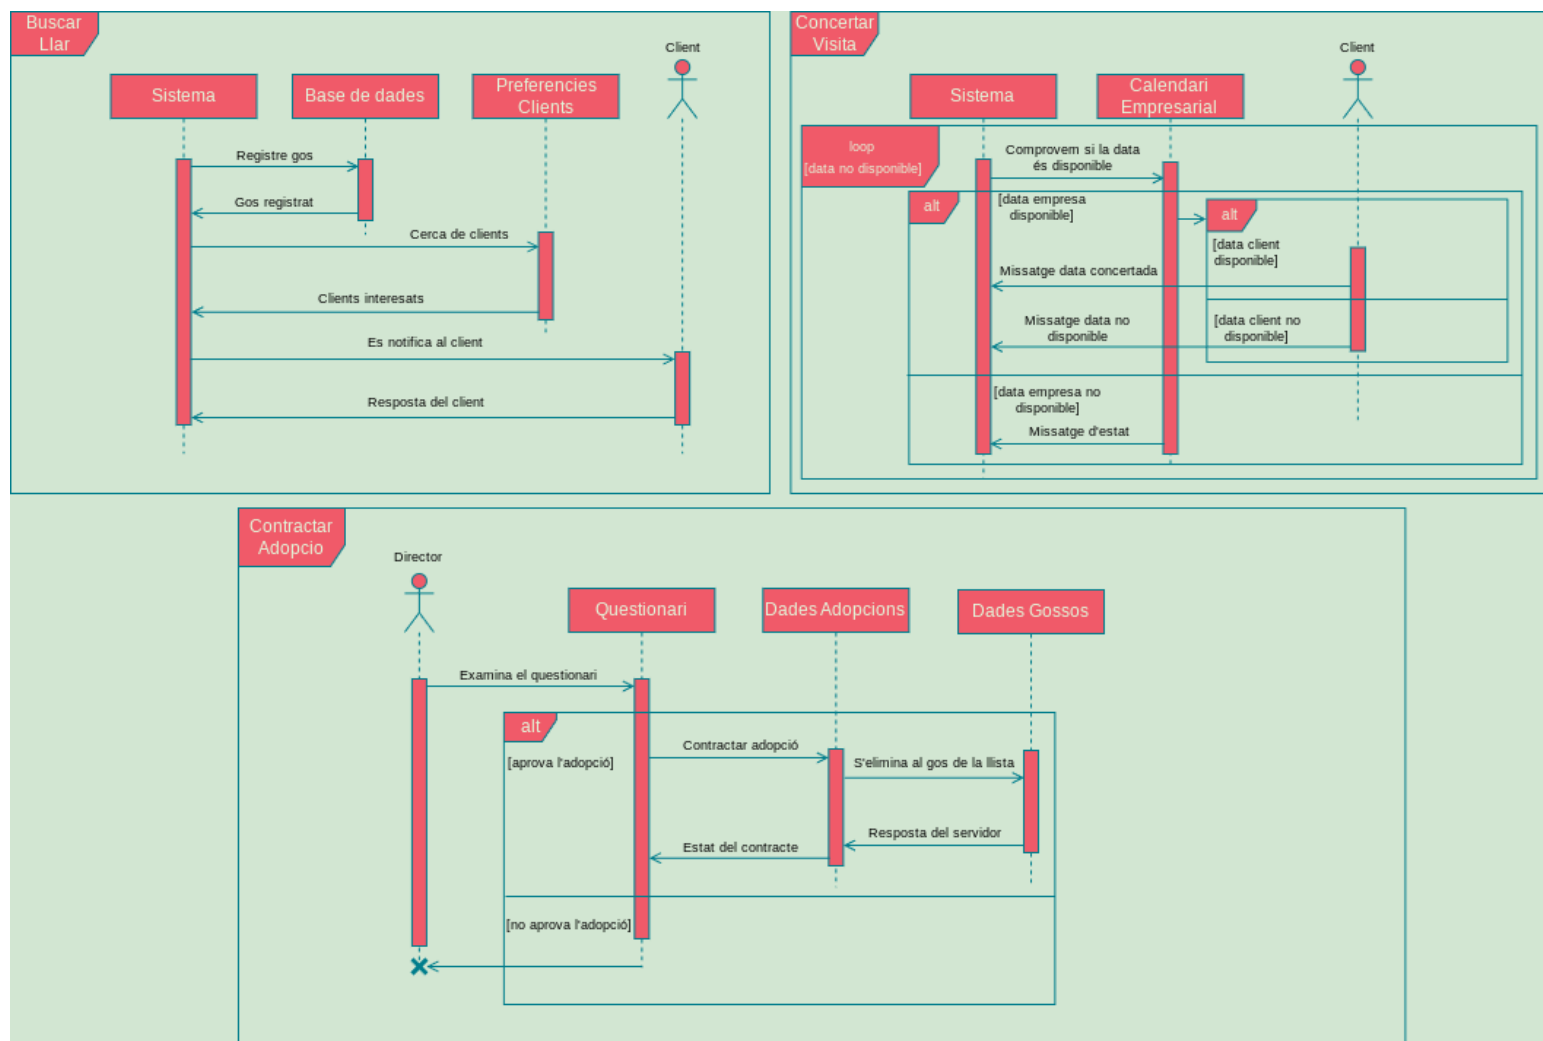 Buscar
Llar
Client
Sistema
Base de dades
Preferencies
Clients
Registre gos
Gos registrat
Cerca de clients
Clients interesats
Es notifica al client
Resposta del client
Concertar
Visita
Client
Sistema
Calendari
Empresarial
loop
[data no disponible]
Comprovem si la data
és disponible
alt
[data empresa
disponible]
alt
[data client
disponible]
Missatge data concertada
Missatge data no
disponible
[data client no
disponible]
[data empresa no
disponible]
Missatge d'estat
Contractar
Adopcio
Director
Questionari
Dades Adopcions
Dades Gossos
Examina el questionari
alt
[aprova l'adopció]
Contractar adopció
S'elimina al gos de la llista
Resposta del servidor
Estat del contracte
[no aprova l'adopció]